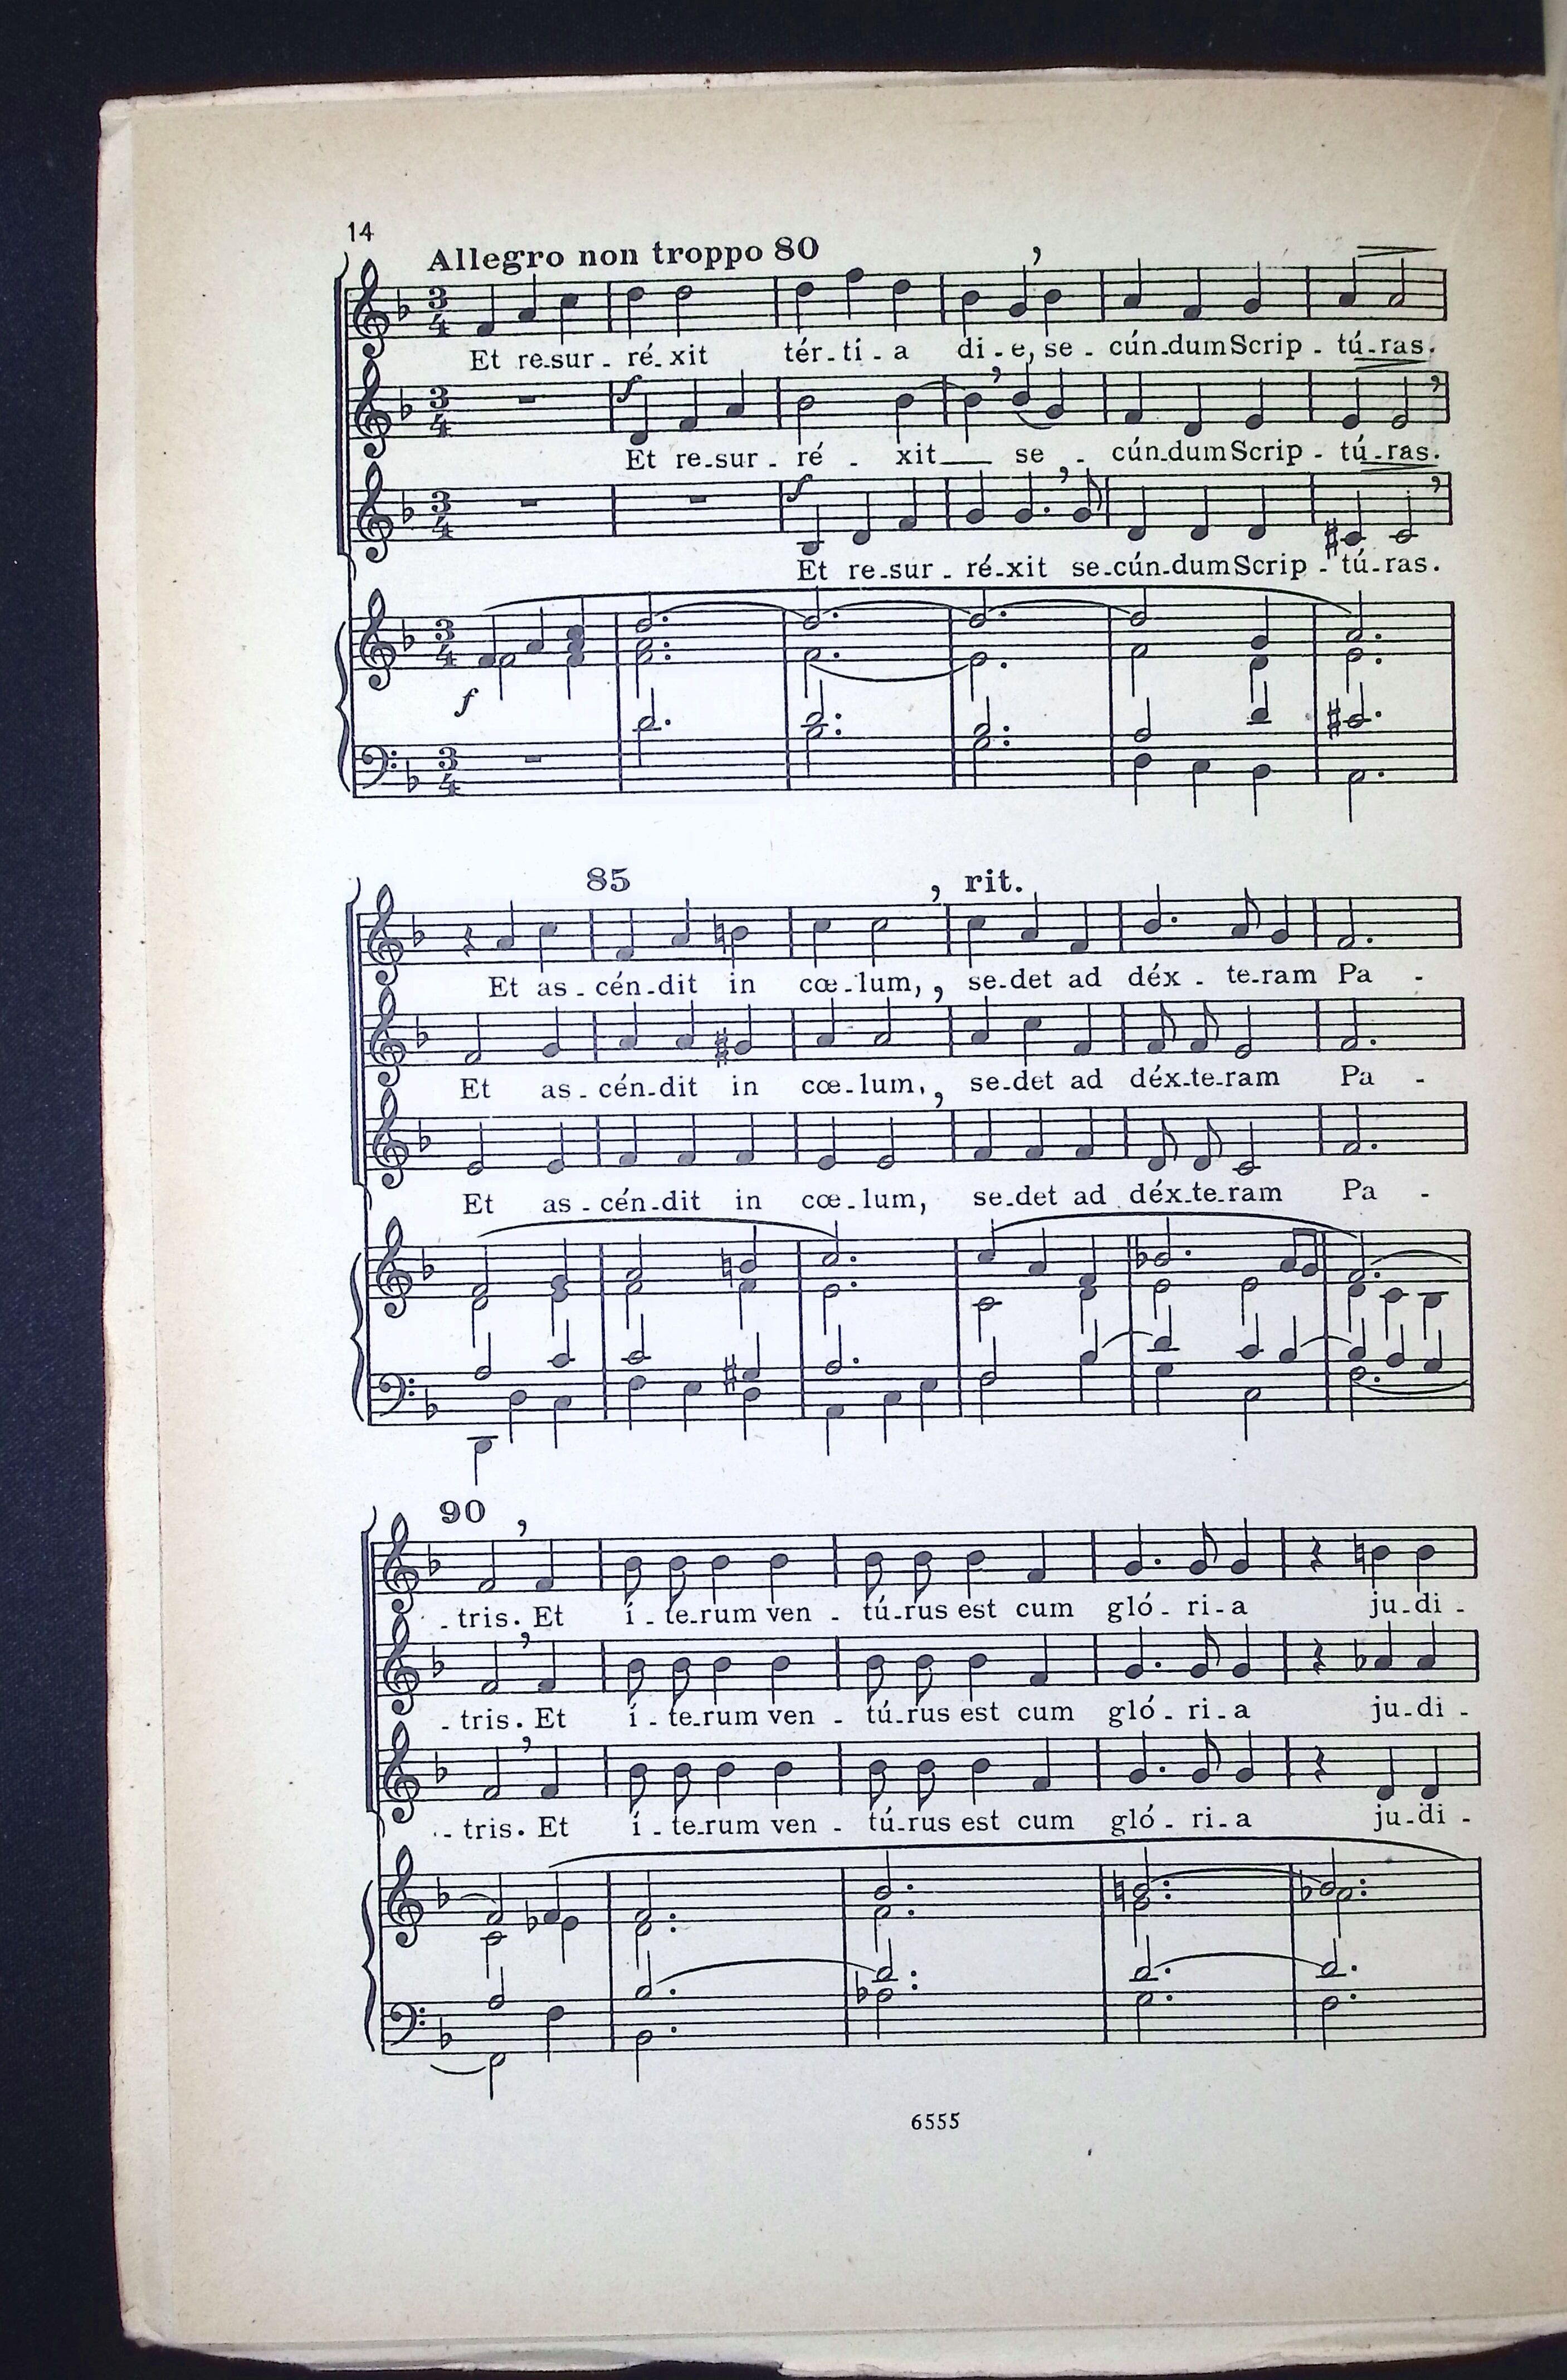 14
Allegro non troppo 80
Et re-sur - ré-xit tér-ti-a di-e, se - cún-dum Scrip - tú-ras.
f
Et re-sur - ré - xit se - cún-dum Scrip - tú-ras.
f
Et re-sur - ré-xit se-cún-dum Scrip - tú-ras.
f
85 rit.
Et as - cén-dit in cœ-lum, se-det ad déx - te-ram Pa -
Et as - cén-dit in cœ-lum, se-det ad déx-te-ram Pa -
Et as - cén-dit in cœ-lum, se-det ad déx-te-ram Pa -
90
- tris. Et í - te-rum ven - tú-rus est cum gló - ri-a ju-di -
- tris. Et í - te-rum ven - tú-rus est cum gló - ri-a ju-di -
- tris. Et í - te-rum ven - tú-rus est cum gló - ri-a ju-di -
6555